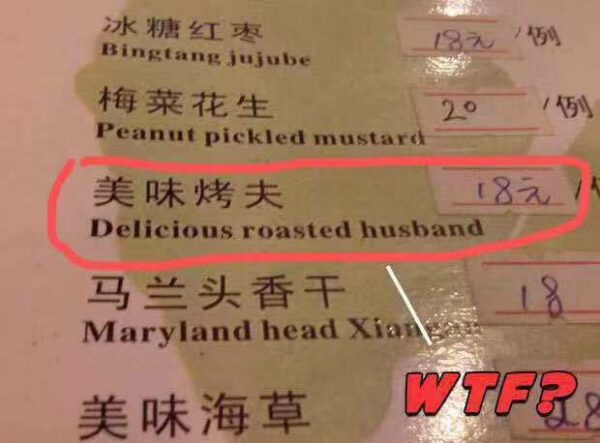 冰糖红枣 18元/例
Bingtang jujube
梅菜花生 20 /例
Peanut pickled mustard
美味烤夫 18元
Delicious roasted husband
马兰头香干 18
Maryland head
美味海草 28
WTF?